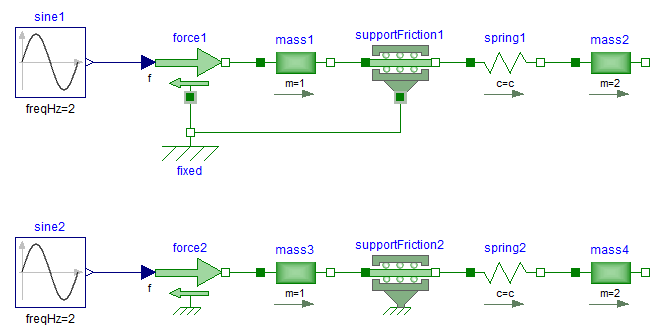 sine1
force1
mass1
supportFriction1
spring1
mass2
f
m=1
c=c
m=2
freqHz=2
fixed
sine2
force2
mass3
supportFriction2
spring2
mass4
f
m=1
c=c
m=2
freqHz=2